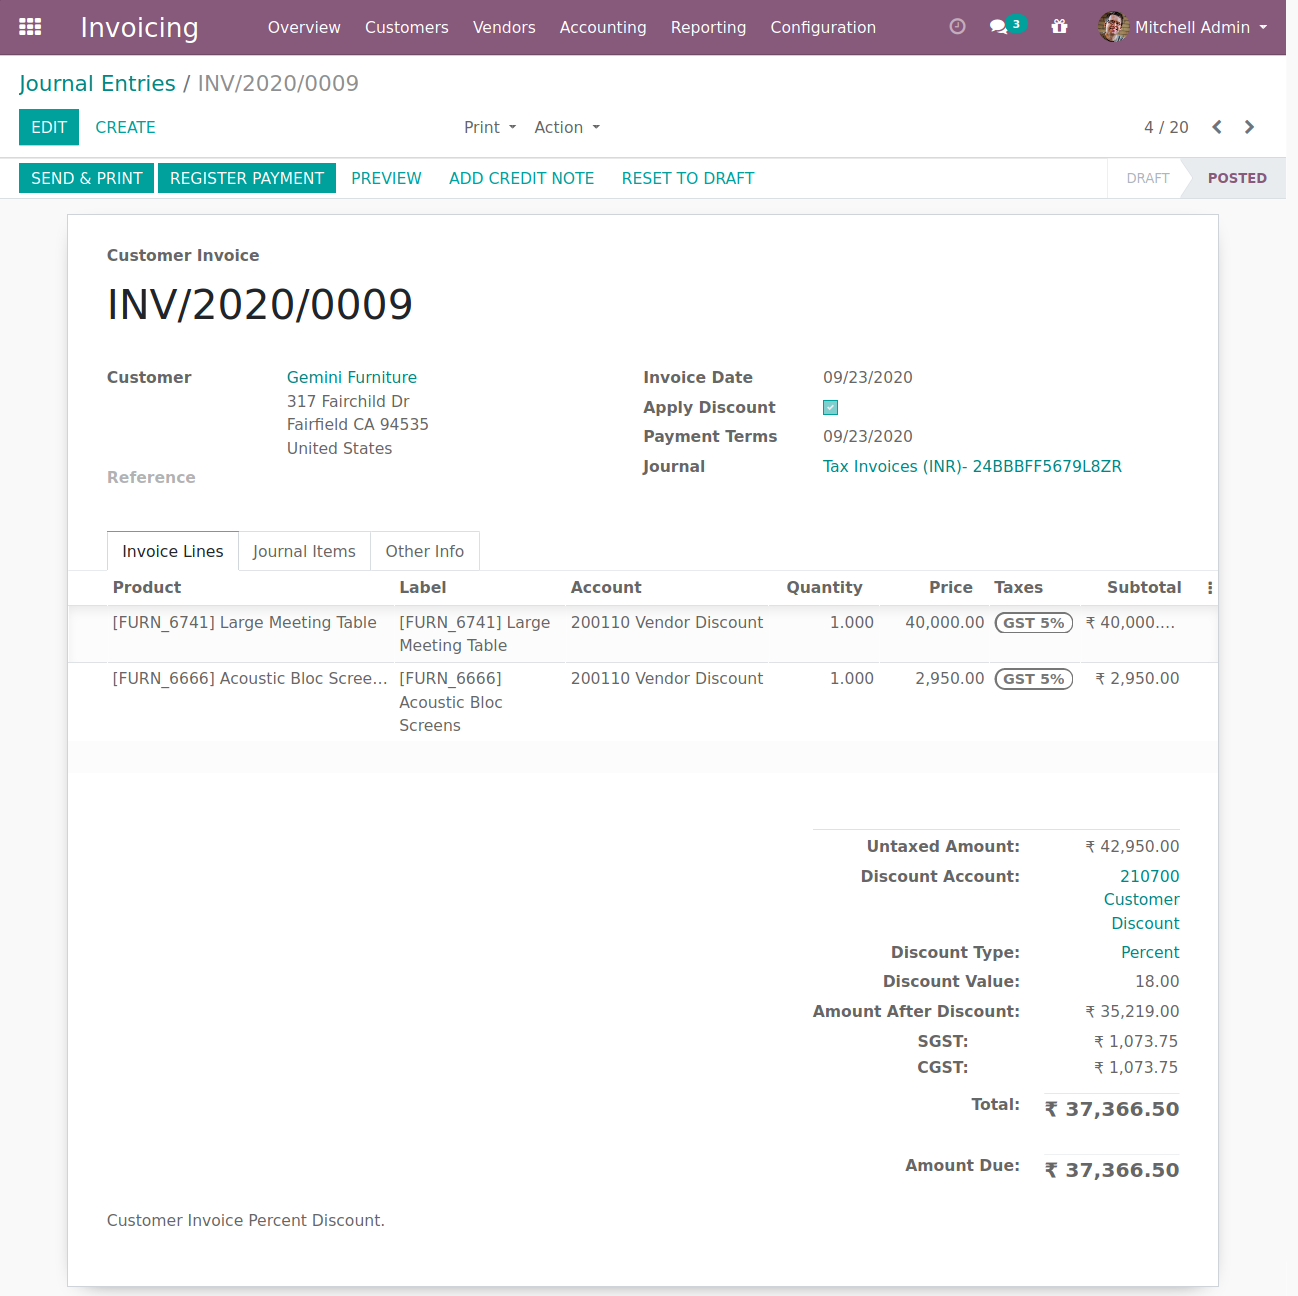 Invoicing Overview Customers Vendors Accounting Reporting Configuration 3 Mitchell Admin
Journal Entries / INV/2020/0009
EDIT CREATE Print Action 4 / 20
SEND & PRINT REGISTER PAYMENT PREVIEW ADD CREDIT NOTE RESET TO DRAFT DRAFT POSTED
Customer Invoice
INV/2020/0009
Customer Gemini Furniture Invoice Date 09/23/2020
317 Fairchild Dr Apply Discount
Fairfield CA 94535 Payment Terms 09/23/2020
United States Journal Tax Invoices (INR)- 24BBBFF5679L8ZR
Reference
Invoice Lines Journal Items Other Info
Product Label Account Quantity Price Taxes Subtotal
[FURN_6741] Large Meeting Table [FURN_6741] Large 200110 Vendor Discount 1.000 40,000.00 GST 5% ₹ 40,000....
Meeting Table
[FURN_6666] Acoustic Bloc Scree... [FURN_6666] 200110 Vendor Discount 1.000 2,950.00 GST 5% ₹ 2,950.00
Acoustic Bloc
Screens
Untaxed Amount: ₹ 42,950.00
Discount Account: 210700
Customer
Discount
Discount Type: Percent
Discount Value: 18.00
Amount After Discount: ₹ 35,219.00
SGST: ₹ 1,073.75
CGST: ₹ 1,073.75
Total: ₹ 37,366.50
Amount Due: ₹ 37,366.50
Customer Invoice Percent Discount.